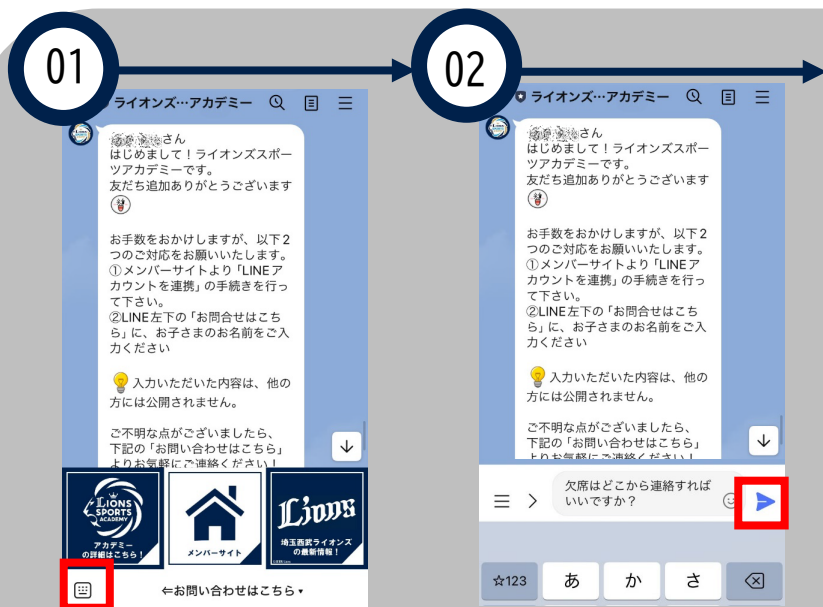 01
ライオンズ…アカデミー
さん
はじめまして！ライオンズスポー
ツアカデミーです。
友だち追加ありがとうございます
お手数をおかけしますが、以下2
つのご対応をお願いいたします。
①メンバーサイトより「LINEア
カウントを連携」の手続きを行っ
て下さい。
②LINE左下の「お問合せはこち
ら」に、お子さまのお名前をご入
力ください
入力いただいた内容は、他の
方には公開されません。
ご不明な点がございましたら、
下記の「お問い合わせはこちら」
よりお気軽にご連絡ください！
LIONS
SPORTS
ACADEMY
アカデミー
の詳細はこちら！
メンバーサイト
Lions
埼玉西武ライオンズ
の最新情報！
⇐お問い合わせはこちら▾
02
ライオンズ…アカデミー
さん
はじめまして！ライオンズスポー
ツアカデミーです。
友だち追加ありがとうございます
お手数をおかけしますが、以下2
つのご対応をお願いいたします。
①メンバーサイトより「LINEア
カウントを連携」の手続きを行っ
て下さい。
②LINE左下の「お問合せはこち
ら」に、お子さまのお名前をご入
力ください
入力いただいた内容は、他の
方には公開されません。
ご不明な点がございましたら、
下記の「お問い合わせはこちら」
よりお気軽にご連絡ください！
欠席はどこから連絡すれば
いいですか？
☆123
あ
か
さ